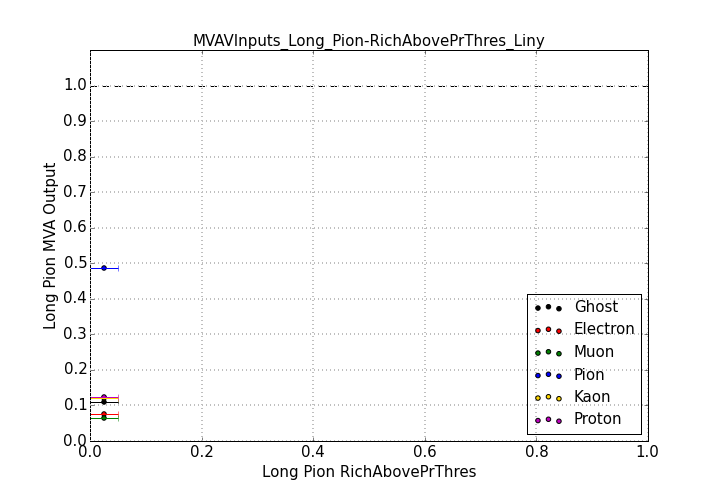 MVAVInputs_Long_Pion-RichAbovePrThres_Liny
1.0
0.9
0.8
0.7
0.6
0.5
0.4
0.3
0.2
0.1
0.0
Long Pion MVA Output
Ghost
Electron
Muon
Pion
Kaon
Proton
0.0 0.2 0.4 0.6 0.8 1.0
Long Pion RichAbovePrThres